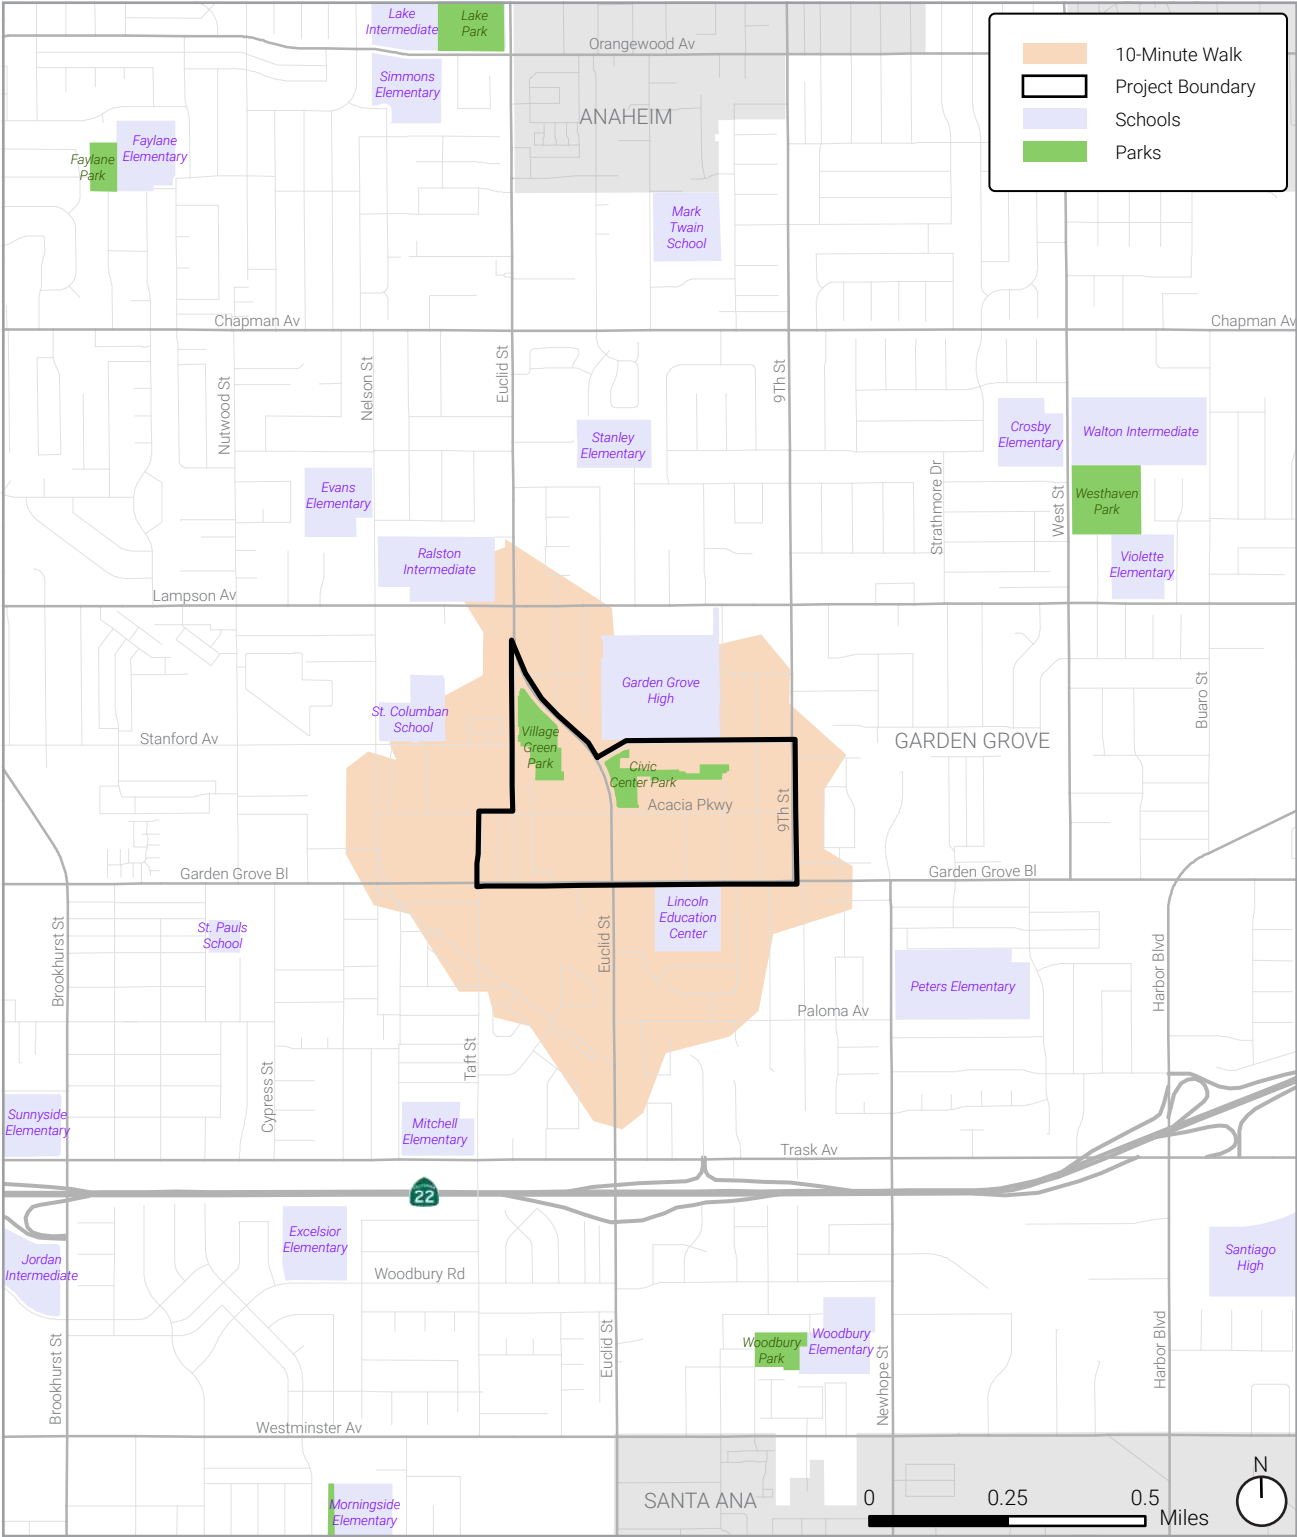 Lake
Intermediate
Lake
Park
Orangewood Av
10-Minute Walk
Project Boundary
Schools
Parks
Simmons
Elementary
ANAHEIM
Faylane
Elementary
Faylane
Park
Mark
Twain
School
Chapman Av
Chapman Av
Nutwood St
Nelson St
Euclid St
9Th St
Stanley
Elementary
Crosby
Elementary
Walton Intermediate
Evans
Elementary
Strathmore Dr
West St
Westhaven
Park
Ralston
Intermediate
Violette
Elementary
Lampson Av
Garden Grove
High
St. Columban
School
Buaro St
Stanford Av
Village
Green
Park
GARDEN GROVE
Civic
Center Park
Acacia Pkwy
9Th St
Garden Grove Bl
Garden Grove Bl
Lincoln
Education
Center
St. Pauls
School
Brookhurst St
Euclid St
Harbor Blvd
Peters Elementary
Paloma Av
Taft St
Cypress St
Sunnyside
Elementary
Mitchell
Elementary
Trask Av
22
Excelsior
Elementary
Jordan
Intermediate
Woodbury Rd
Santiago
High
Woodbury
Park
Woodbury
Elementary
Brookhurst St
Euclid St
Newhope St
Harbor Blvd
Westminster Av
Morningside
Elementary
SANTA ANA
0 0.25 0.5
Miles
N